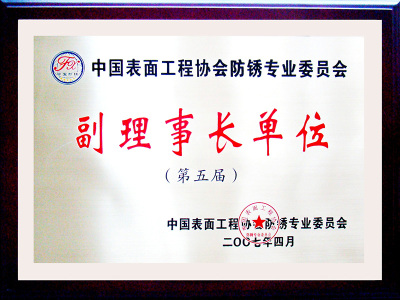 中国表面工程协会防锈专业委员会
副理事长单位
（第五届）
中国表面工程协会防锈专业委员会
二〇〇七年四月